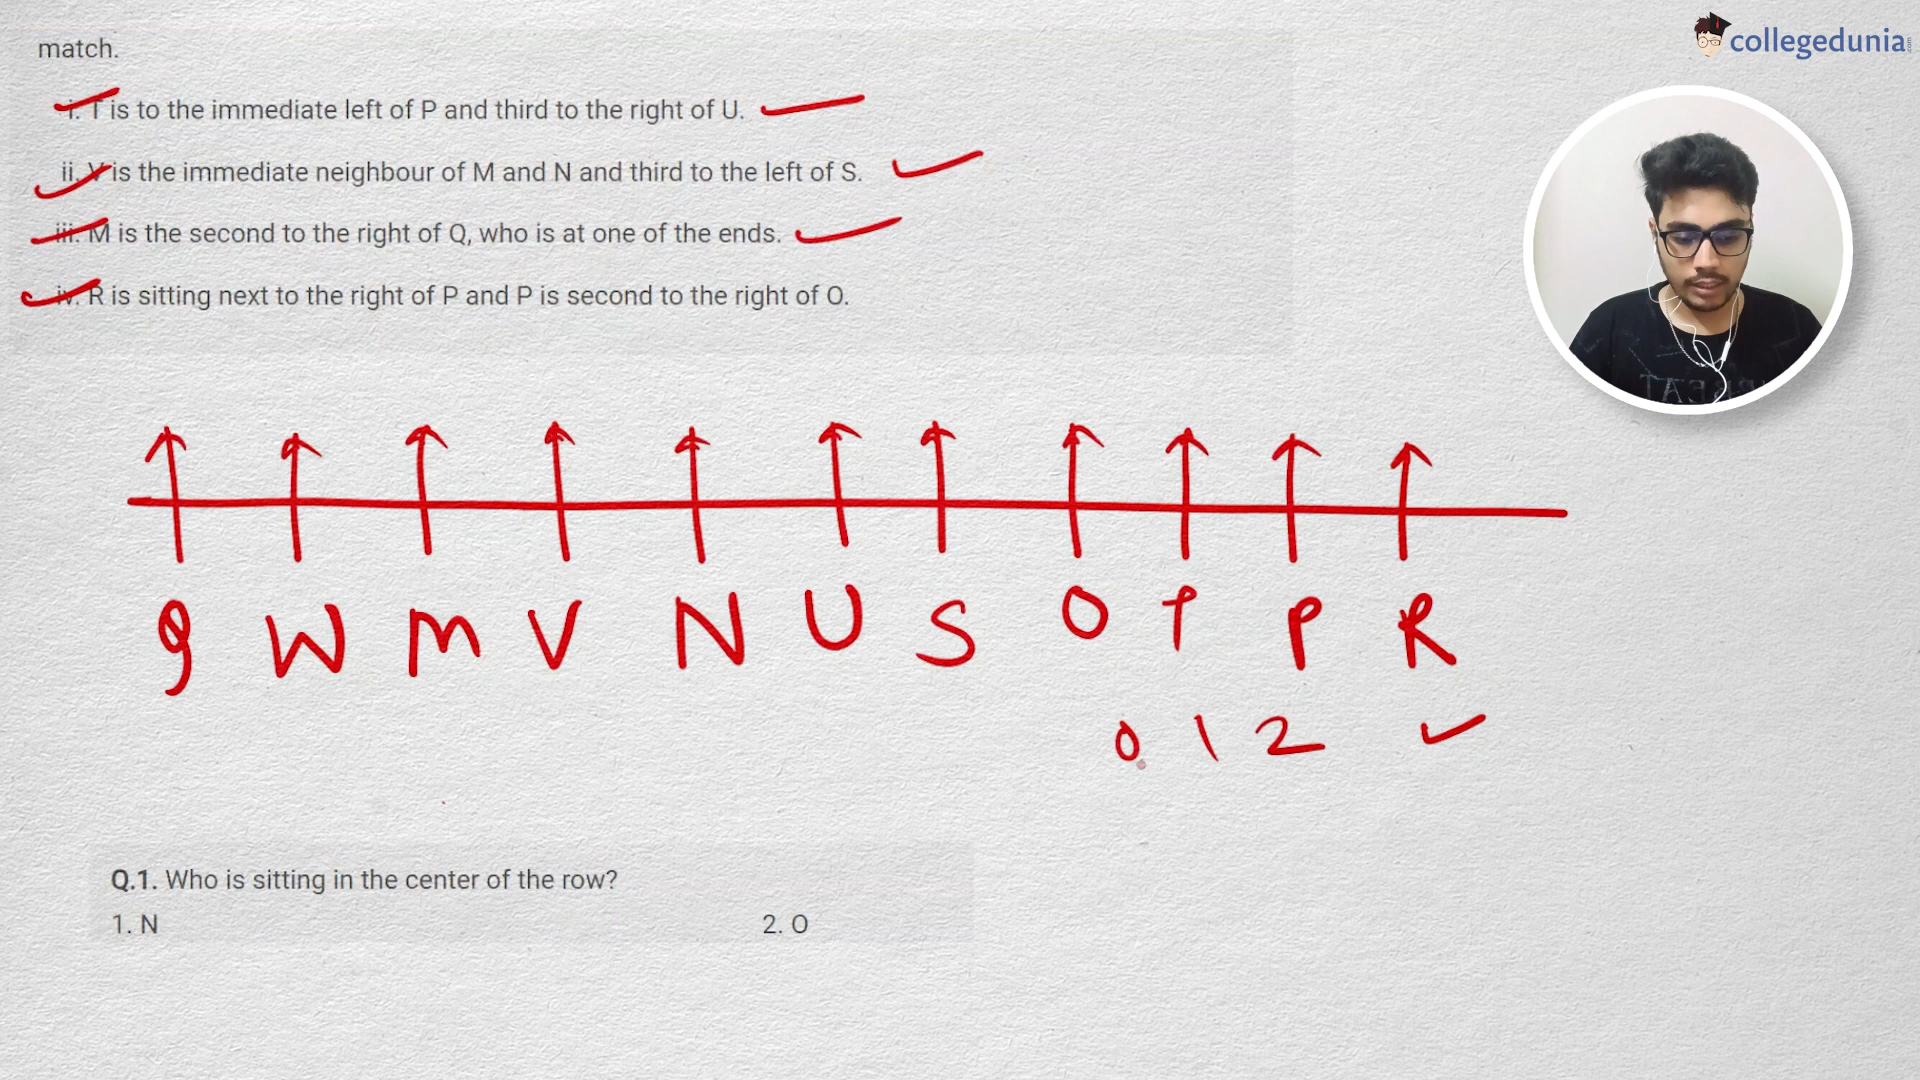 collegedunia
.com
match.
i. T is to the immediate left of P and third to the right of U.
ii. V is the immediate neighbour of M and N and third to the left of S.
iii. M is the second to the right of Q, who is at one of the ends.
iv. R is sitting next to the right of P and P is second to the right of O.
Q W M V N U S O T P R
0 1 2
Q.1. Who is sitting in the center of the row?
1. N 2. O